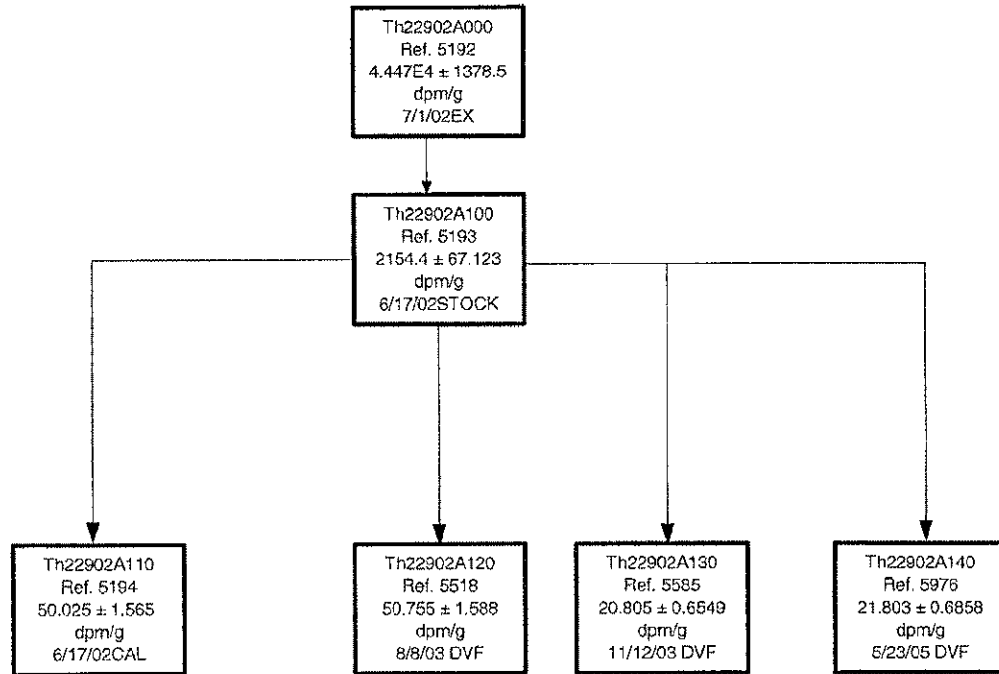 Th22902A000
Ref. 5192
4.447E4 ± 1378.5
dpm/g
7/1/02EX
Th22902A100
Ref. 5193
2154.4 ± 67.123
dpm/g
6/17/02STOCK
Th22902A110
Ref. 5194
50.025 ± 1.565
dpm/g
6/17/02CAL
Th22902A120
Ref. 5518
50.755 ± 1.588
dpm/g
8/8/03 DVF
Th22902A130
Ref. 5585
20.805 ± 0.6549
dpm/g
11/12/03 DVF
Th22902A140
Ref. 5976
21.803 ± 0.6858
dpm/g
5/23/05 DVF